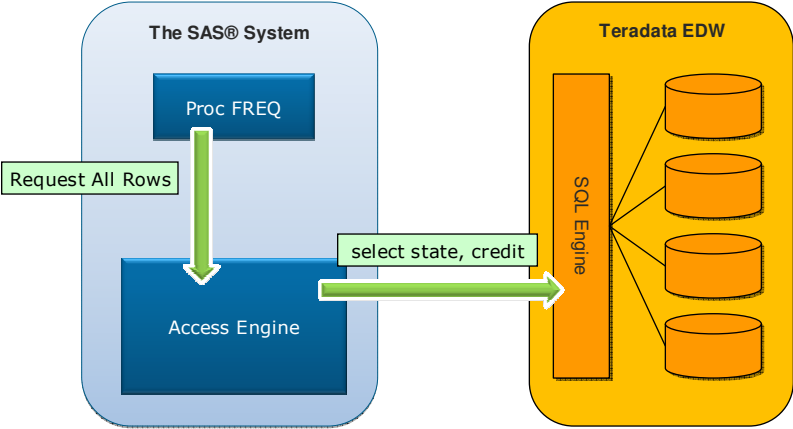 The SAS® System
Teradata EDW
Proc FREQ
Request All Rows
select state, credit
SQL Engine
Access Engine